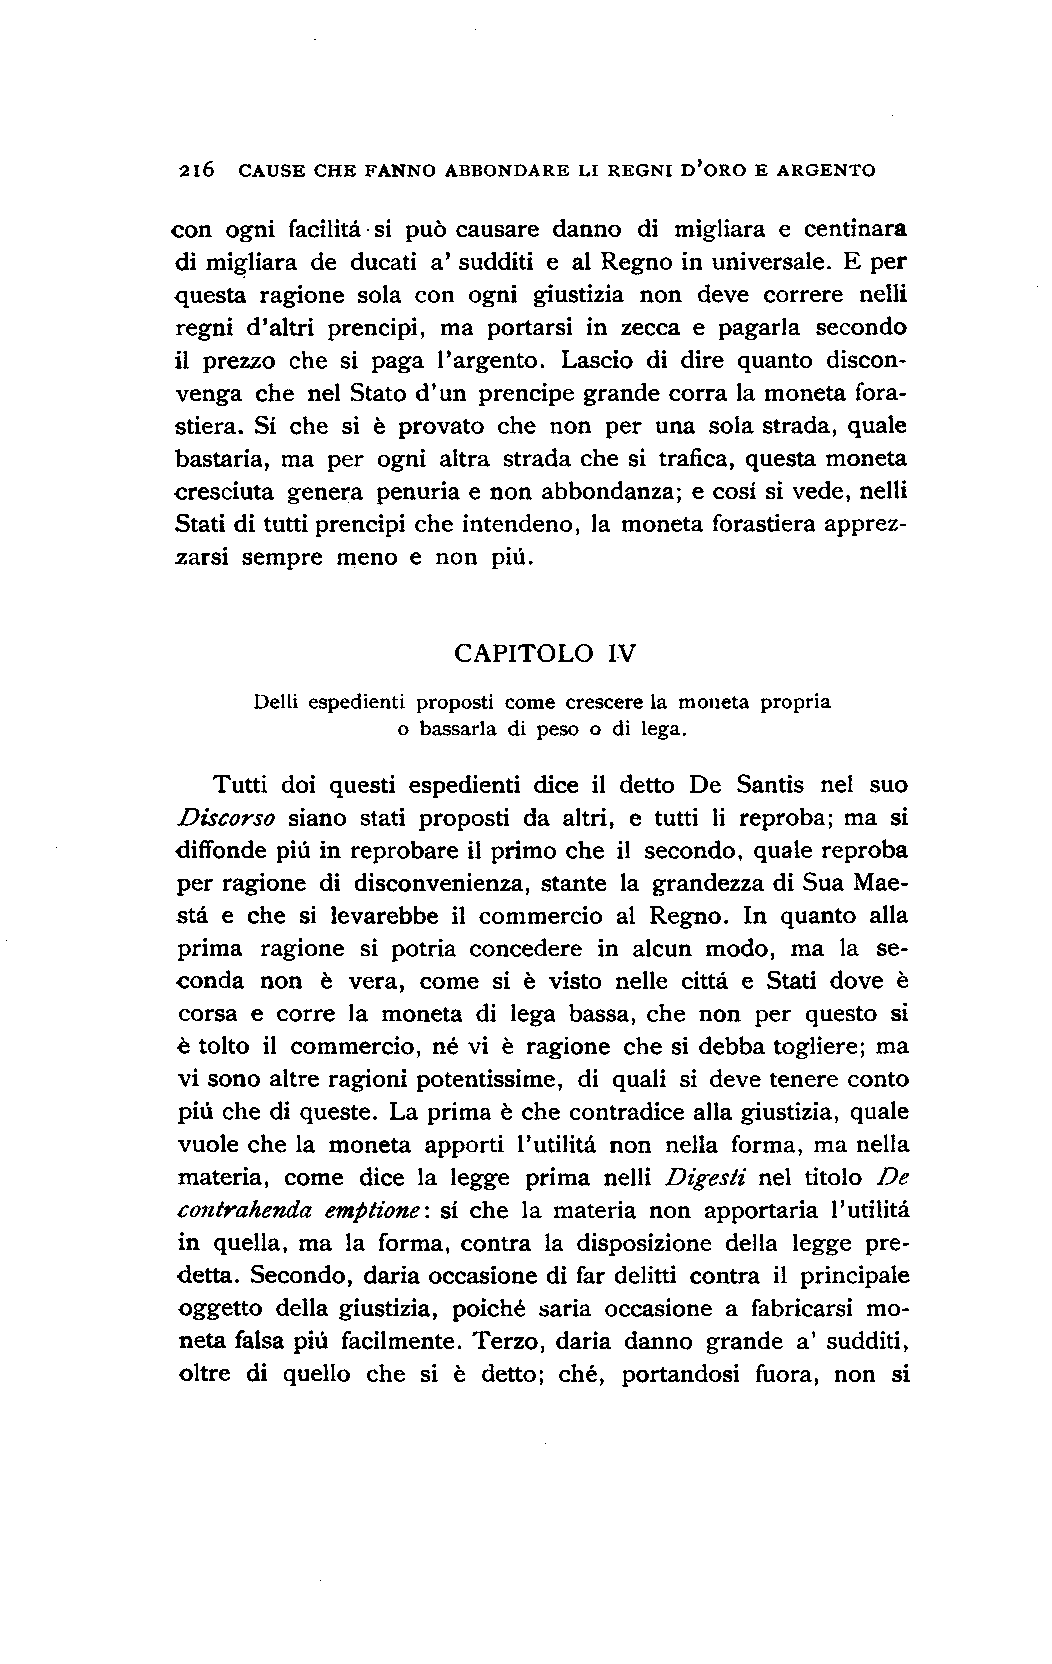 216 CAUSE CHE FANNO ABBONDARE LI REGNI D'ORO E ARGENTO
con ogni facilitá si può causare danno di migliara e centinara
di migliara de ducati a' sudditi e al Regno in universale. E per
questa ragione sola con ogni giustizia non deve correre nelli
regni d'altri prencipi, ma portarsi in zecca e pagarla secondo
il prezzo che si paga l'argento. Lascio di dire quanto discon-
venga che nel Stato d'un prencipe grande corra la moneta fora-
stiera. Sí che si è provato che non per una sola strada, quale
bastaria, ma per ogni altra strada che si trafica, questa moneta
cresciuta genera penuria e non abbondanza; e cosí si vede, nelli
Stati di tutti prencipi che intendeno, la moneta forastiera apprez-
zarsi sempre meno e non piú.
CAPITOLO IV
Delli espedienti proposti come crescere la moneta propria
o bassarla di peso o di lega.
Tutti doi questi espedienti dice il detto De Santis nel suo
Discorso siano stati proposti da altri, e tutti li reproba; ma si
diffonde piú in reprobare il primo che il secondo, quale reproba
per ragione di disconvenienza, stante la grandezza di Sua Mae-
stá e che si levarebbe il commercio al Regno. In quanto alla
prima ragione si potria concedere in alcun modo, ma la se-
conda non è vera, come si è visto nelle cittá e Stati dove è
corsa e corre la moneta di lega bassa, che non per questo si
è tolto il commercio, né vi è ragione che si debba togliere; ma
vi sono altre ragioni potentissime, di quali si deve tenere conto
piú che di queste. La prima è che contradice alla giustizia, quale
vuole che la moneta apporti l'utilitá non nella forma, ma nella
materia, come dice la legge prima nelli Digesti nel titolo De
contrahenda emptione: sí che la materia non apportaria l'utilitá
in quella, ma la forma, contra la disposizione della legge pre-
detta. Secondo, daria occasione di far delitti contra il principale
oggetto della giustizia, poiché saria occasione a fabricarsi mo-
neta falsa piú facilmente. Terzo, daria danno grande a' sudditi,
oltre di quello che si è detto; ché, portandosi fuora, non si